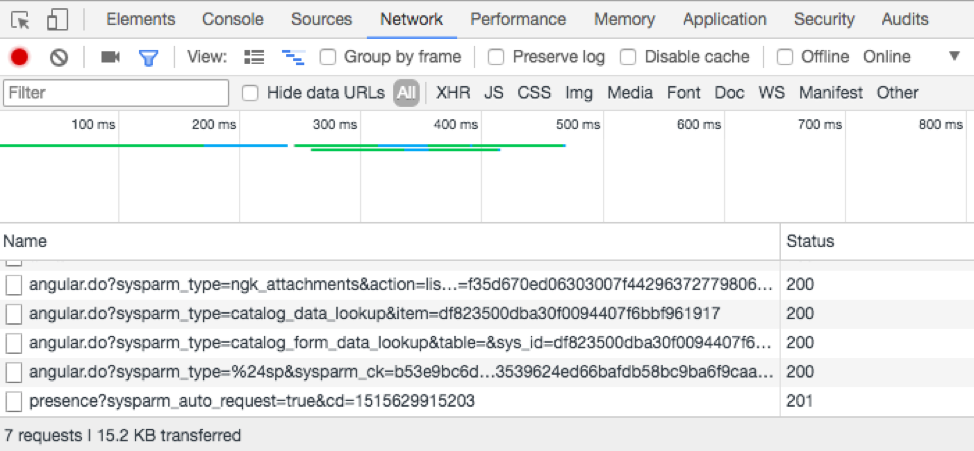 Elements Console Sources Network Performance Memory Application Security Audits
View: Group by frame Preserve log Disable cache Offline Online
Filter Hide data URLs All XHR JS CSS Img Media Font Doc WS Manifest Other
100 ms 200 ms 300 ms 400 ms 500 ms 600 ms 700 ms 800 ms
Name Status
angular.do?sysparm_type=ngk_attachments&action=lis…=f35d670ed06303007f44296372779806… 200
angular.do?sysparm_type=catalog_data_lookup&item=df823500dba30f0094407f6bbf961917 200
angular.do?sysparm_type=catalog_form_data_lookup&table=&sys_id=df823500dba30f0094407f6… 200
angular.do?sysparm_type=%24sp&sysparm_ck=b53e9bc6d…3539624ed66bafdb58bc9ba6f9caa… 200
presence?sysparm_auto_request=true&cd=1515629915203 201
7 requests | 15.2 KB transferred